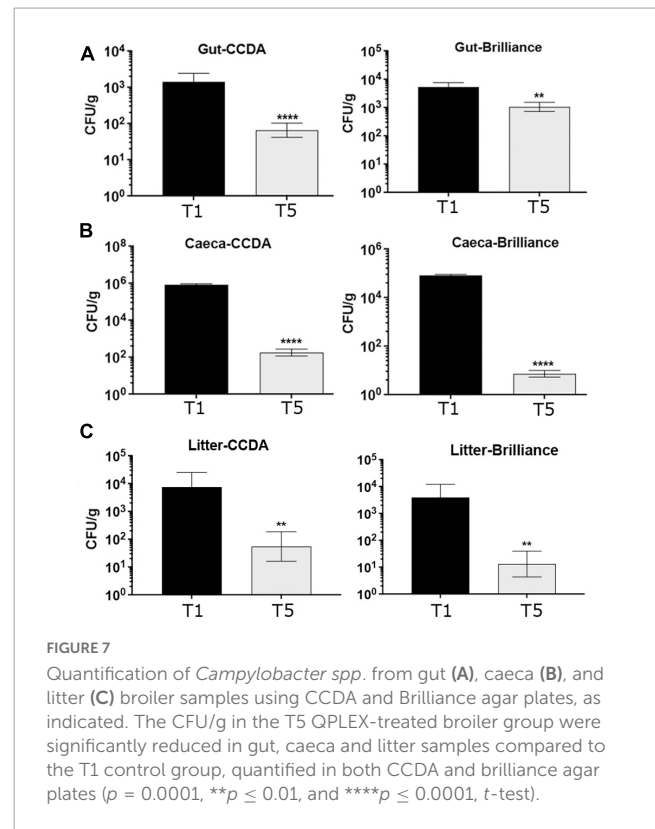 A
Gut-CCDA
CFU/g
10⁴
10³
10²
10¹
10⁰
****
T1 T5
Gut-Brilliance
CFU/g
10⁵
10⁴
10³
10²
10¹
10⁰
**
T1 T5
B
Caeca-CCDA
CFU/g
10⁸
10⁶
10⁴
10²
10⁰
****
T1 T5
Caeca-Brilliance
CFU/g
10⁶
10⁴
10²
10⁰
****
T1 T5
C
Litter-CCDA
CFU/g
10⁵
10⁴
10³
10²
10¹
10⁰
**
T1 T5
Litter-Brilliance
10⁵
10⁴
10³
10²
10¹
10⁰
**
T1 T5
FIGURE 7
Quantification of Campylobacter spp. from gut (A), caeca (B), and
litter (C) broiler samples using CCDA and Brilliance agar plates, as
indicated. The CFU/g in the T5 QPLEX-treated broiler group were
significantly reduced in gut, caeca and litter samples compared to
the T1 control group, quantified in both CCDA and brilliance agar
plates (p = 0.0001, **p ≤ 0.01, and ****p ≤ 0.0001, t-test).